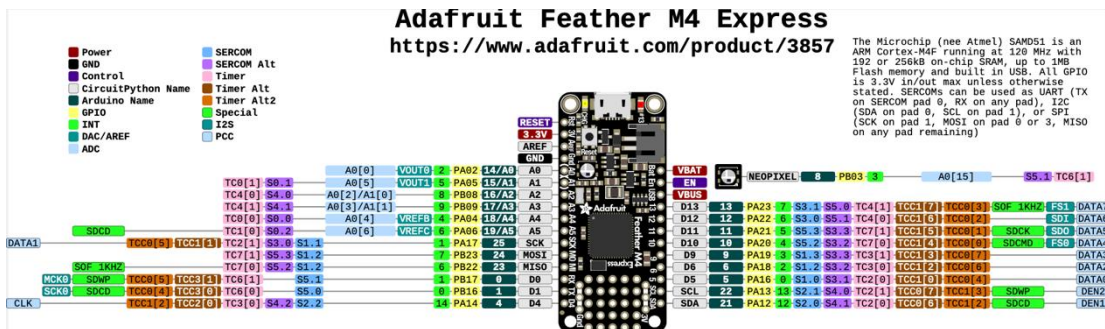 Adafruit Feather M4 Express
https://www.adafruit.com/product/3857
The Microchip (nee Atmel) SAMD51 is an
ARM Cortex-M4F running at 120 MHz with
192 or 256kB on-chip SRAM, up to 1MB
Flash memory and built in USB. All GPIO
is 3.3V in/out max unless otherwise
stated. SERCOMs can be used as UART (TX
on SERCOM pad 0, RX on any pad), I2C
(SDA on pad 0, SCL on pad 1), or SPI
(SCK on pad 1, MOSI on pad 0 or 3, MISO
on any pad remaining)
Power SERCOM
GND SERCOM Alt
Control Timer
CircuitPython Name Timer Alt
Arduino Name Timer Alt2
GPIO Special
INT I2S
DAC/AREF PCC
ADC
RESET
3.3V
AREF
GND
A0[0] VOUT0 2 PA02 14/A0 A0
TC0[1] S0.1 A0[5] VOUT1 5 PA05 15/A1 A1
TC4[0] S4.0 A0[2]/A1[0] 8 PB08 16/A2 A2
TC4[1] S4.1 A0[3]/A1[1] 9 PB09 17/A3 A3
TC0[0] S0.0 A0[4] VREFB 4 PA04 18/A4 A4
SDCD TC1[0] S0.2 A0[6] VREFC 6 PA06 19/A5 A5
DATA1 TCC0[5] TCC1[1] TC2[1] S3.0 S1.1 1 PA17 25 SCK
TC7[1] S5.3 S1.2 7 PB23 24 MOSI
SOF 1KHZ TC7[0] S5.2 S1.2 6 PB22 23 MISO
MCK0 SDWP TCC0[5] TCC3[1] TC6[1] S5.1 1 PB17 0 D0
SCK0 SDCD TCC0[4] TCC3[0] TC6[0] S5.0 0 PB16 1 D1
CLK TCC1[2] TCC2[0] TC3[0] S4.2 S2.2 14 PA14 4 D4
VBAT
EN
VBUS
NEOPIXEL 8 PB03 3 A0[15] S5.1 TC6[1]
D13 13 PA23 7 S3.1 S5.0 TC4[1] TCC1[7] TCC0[3] SOF 1KHZ FS1
D12 12 PA22 6 S3.0 S5.1 TC4[0] TCC1[6] TCC0[2] SDI
D11 11 PA21 5 S5.3 S3.3 TC7[1] TCC1[5] TCC0[1] SDCK SDO DATA5
D10 10 PA20 4 S5.2 S3.2 TC7[0] TCC1[4] TCC0[0] SDCMD FS0
D9 9 PA19 3 S1.3 S3.3 TC3[1] TCC1[3] TCC0[7]
D6 6 PA18 2 S1.2 S3.2 TC3[0] TCC1[2] TCC0[6]
D5 5 PA16 0 S1.0 S3.1 TC2[0] TCC1[0] TCC0[4]
SCL 22 PA13 13 S2.1 S4.0 TC2[1] TCC0[7] TCC1[3] SDWP DEN2
SDA 21 PA12 12 S2.0 S4.1 TC2[0] TCC0[6] TCC1[2] SDCD DEN1